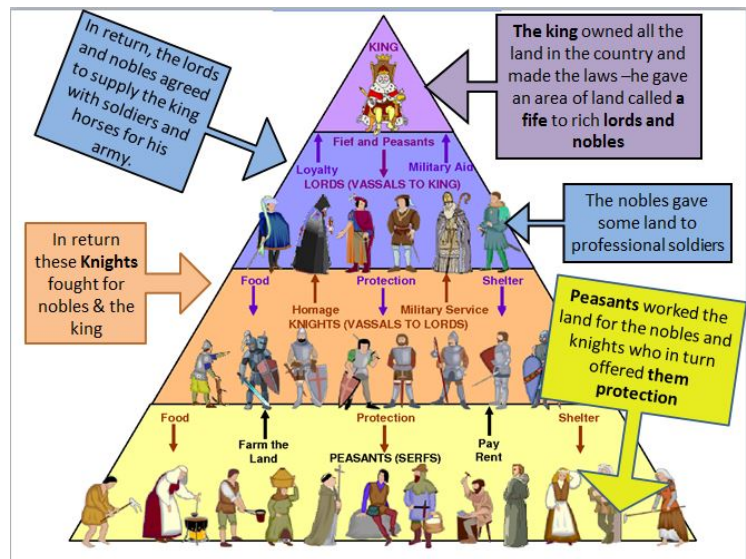 In return, the lords
and nobles agreed
to supply the king
with soldiers and
horses for his
army.
The king owned all the
land in the country and
made the laws –he gave
an area of land called a
fife to rich lords and
nobles
KING
Fief and Peasants
Loyalty
Military Aid
LORDS (VASSALS TO KING)
The nobles gave
some land to
professional soldiers
In return
these Knights
fought for
nobles & the
king
Food
Protection
Shelter
Homage
Military Service
KNIGHTS (VASSALS TO LORDS)
Peasants worked the
land for the nobles and
knights who in turn
offered them
protection
Food
Protection
Shelter
Farm the
Land
Pay
Rent
PEASANTS (SERFS)